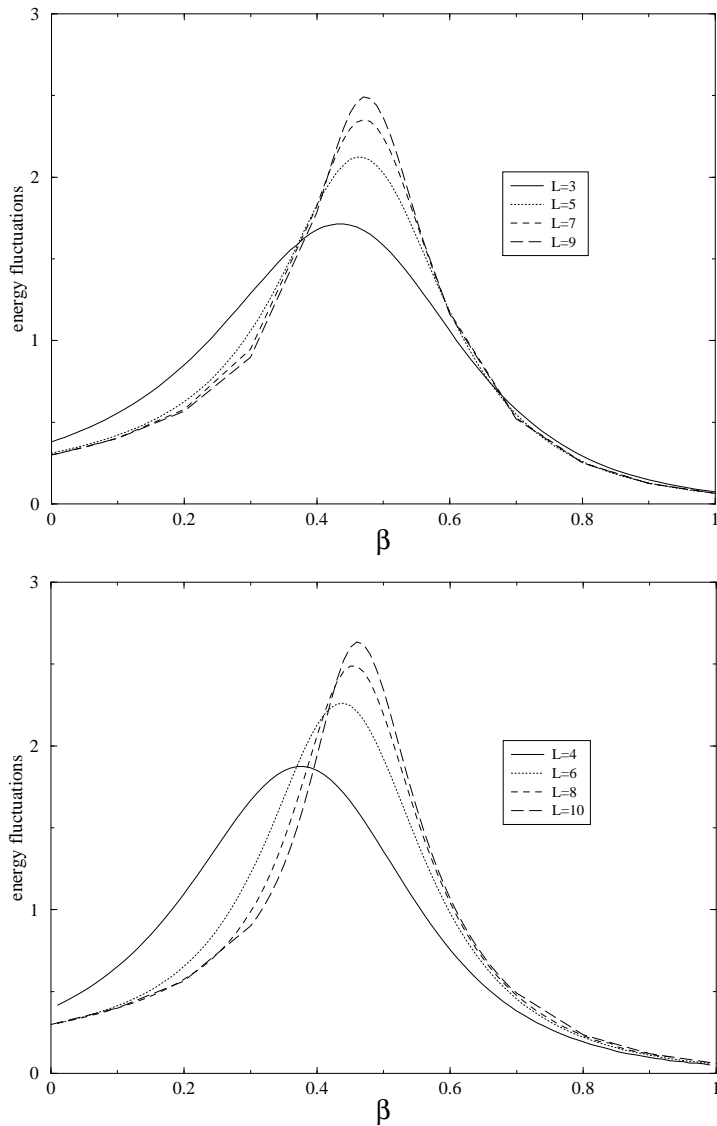 3
2
1
0
energy fluctuations
L=3
L=5
L=7
L=9
0 0.2 0.4 0.6 0.8 1
β
3
2
1
0
energy fluctuations
L=4
L=6
L=8
L=10
0 0.2 0.4 0.6 0.8 1
β